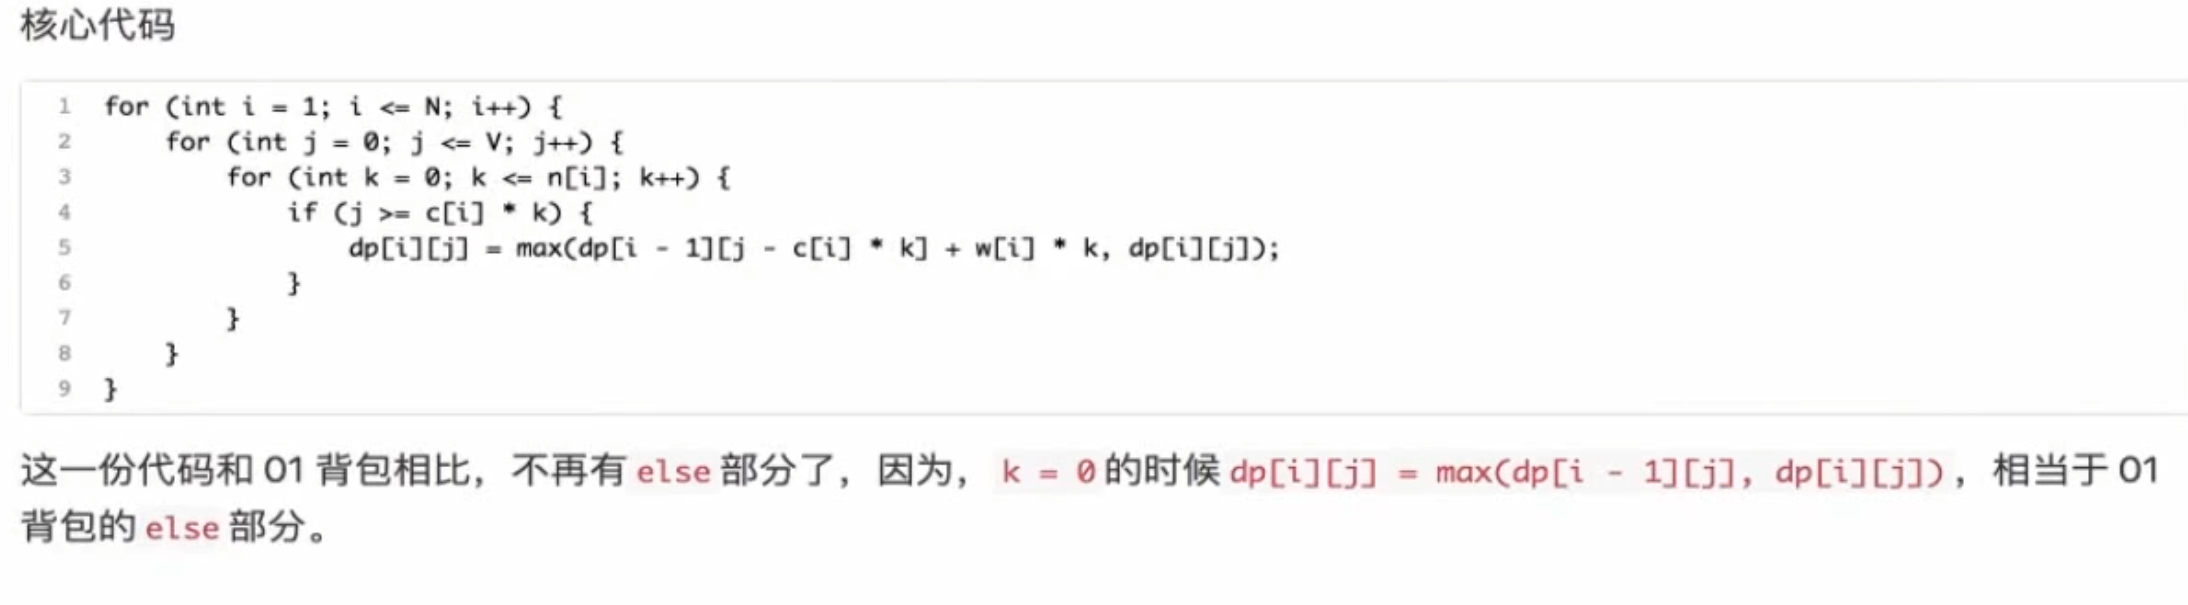 核心代码
1 for (int i = 1; i <= N; i++) {
2     for (int j = 0; j <= V; j++) {
3         for (int k = 0; k <= n[i]; k++) {
4             if (j >= c[i] * k) {
5                 dp[i][j] = max(dp[i - 1][j - c[i] * k] + w[i] * k, dp[i][j]);
6             }
7         }
8     }
9 }
这一份代码和 01 背包相比，不再有 else 部分了，因为， k = 0 的时候 dp[i][j] = max(dp[i - 1][j], dp[i][j]) ，相当于 01
背包的 else 部分。